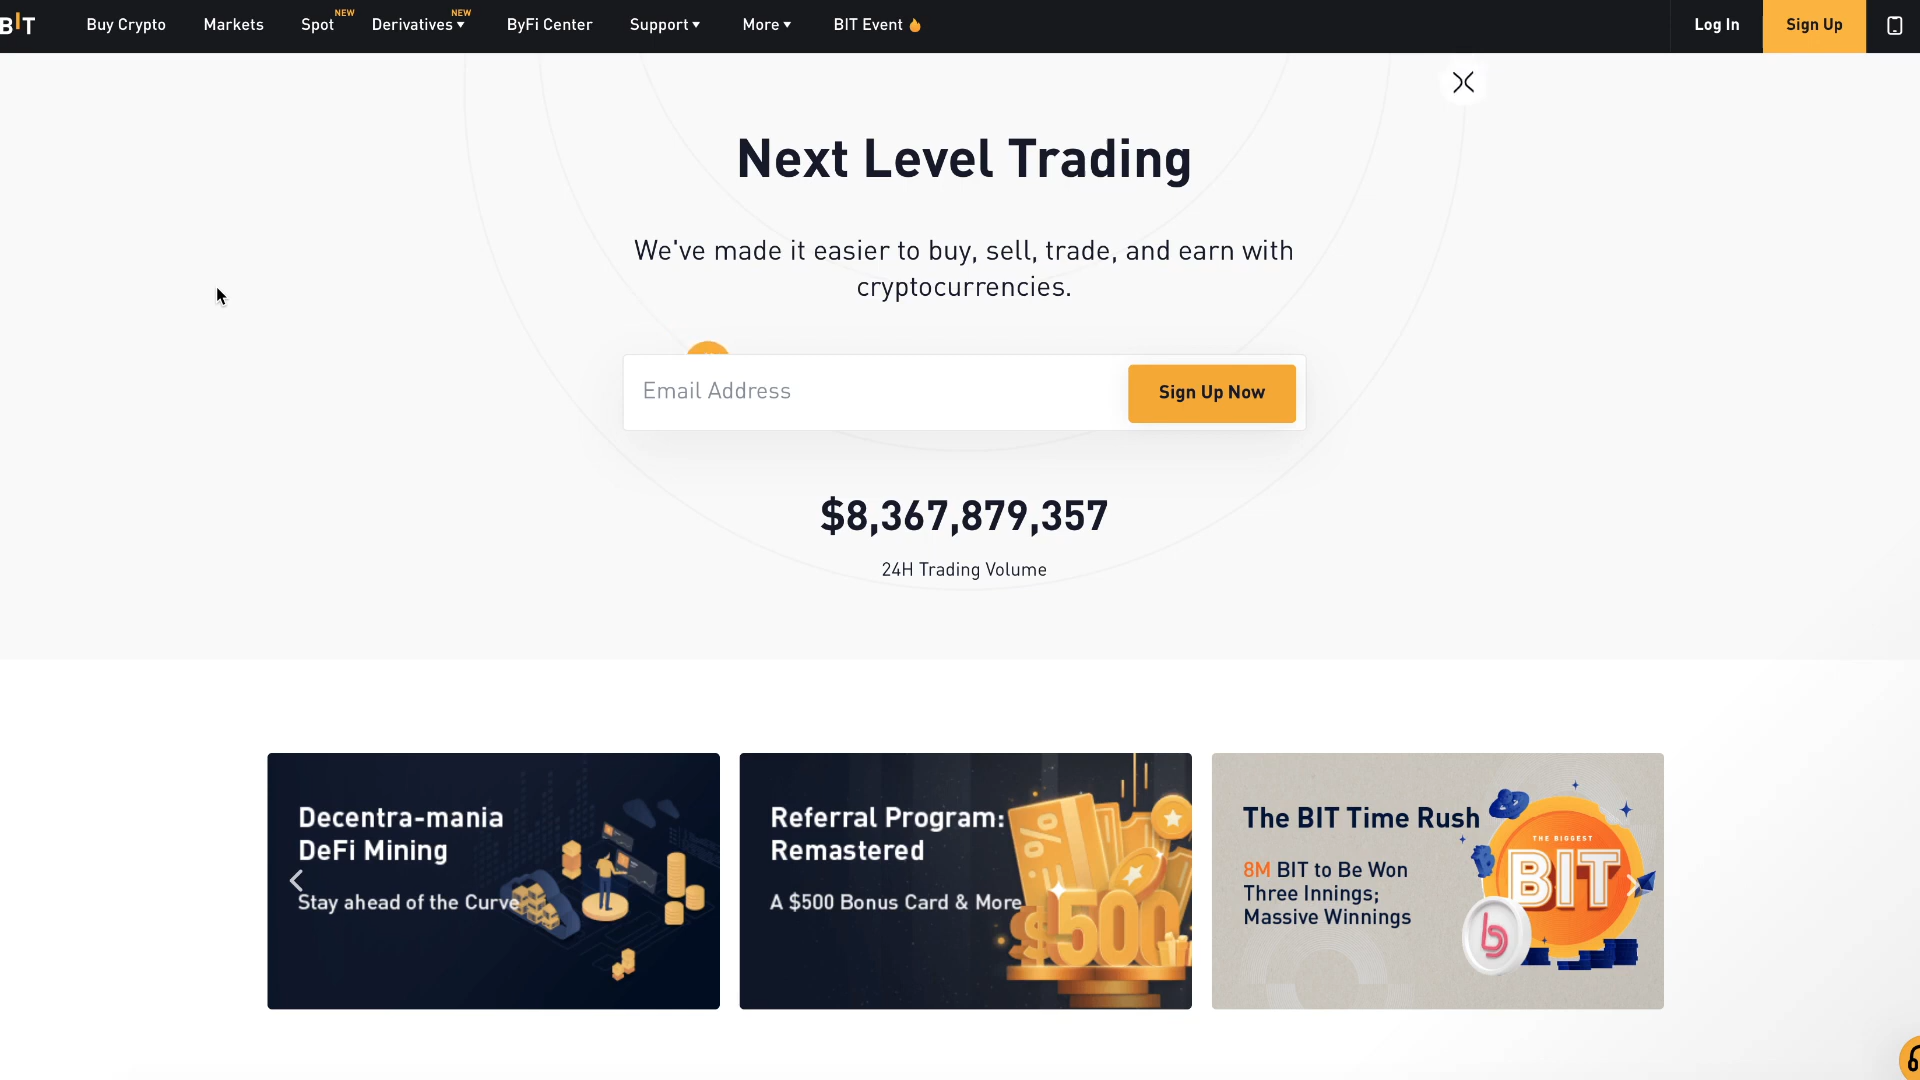 BIT
Buy Crypto
Markets
Spot NEW
Derivatives NEW
ByFi Center
Support
More
BIT Event
Log In
Sign Up
Next Level Trading
We've made it easier to buy, sell, trade, and earn with
cryptocurrencies.
Email Address
Sign Up Now
$8,367,879,357
24H Trading Volume
Decentra-mania
DeFi Mining
Stay ahead of the Curve
Referral Program:
Remastered
A $500 Bonus Card & More
%
$500
The BIT Time Rush
8M BIT to Be Won
Three Innings;
Massive Winnings
THE BIGGEST
BIT